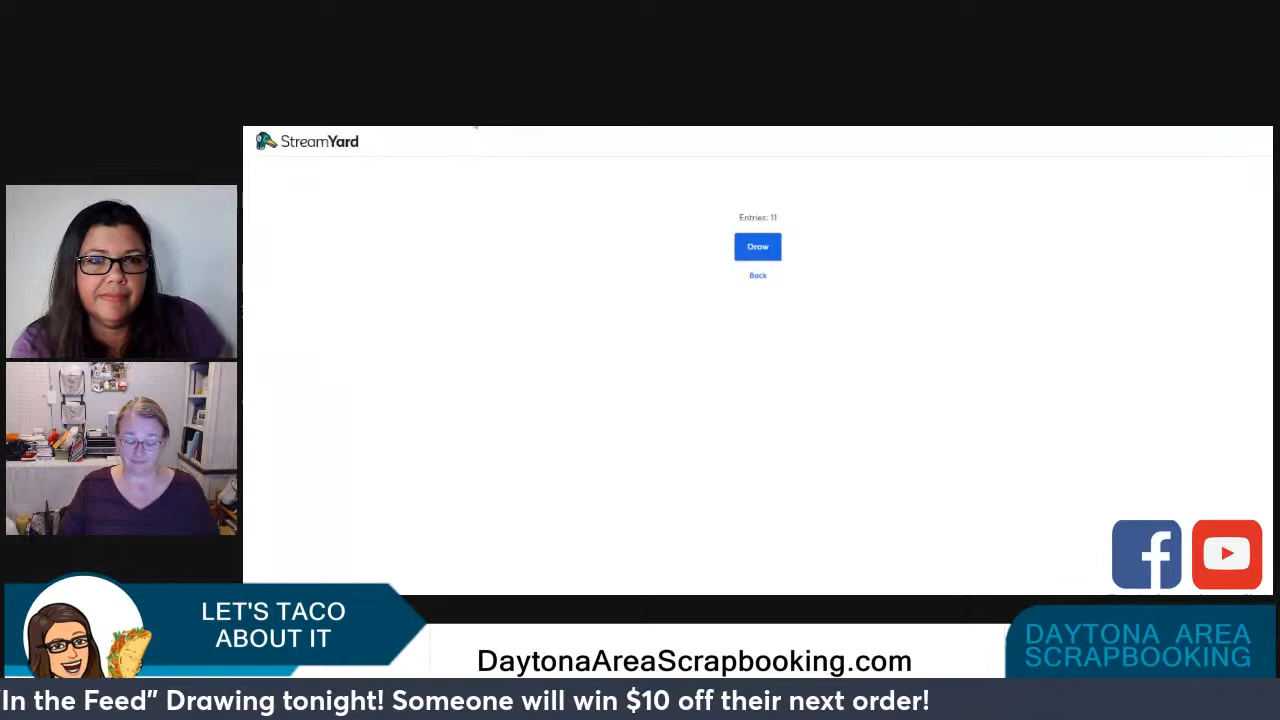 StreamYard
Entries: 11
Draw
Back
LET'S TACO
ABOUT IT
DaytonaAreaScrapbooking.com
DAYTONA AREA
SCRAPBOOKING
In the Feed” Drawing tonight! Someone will win $10 off their next order!